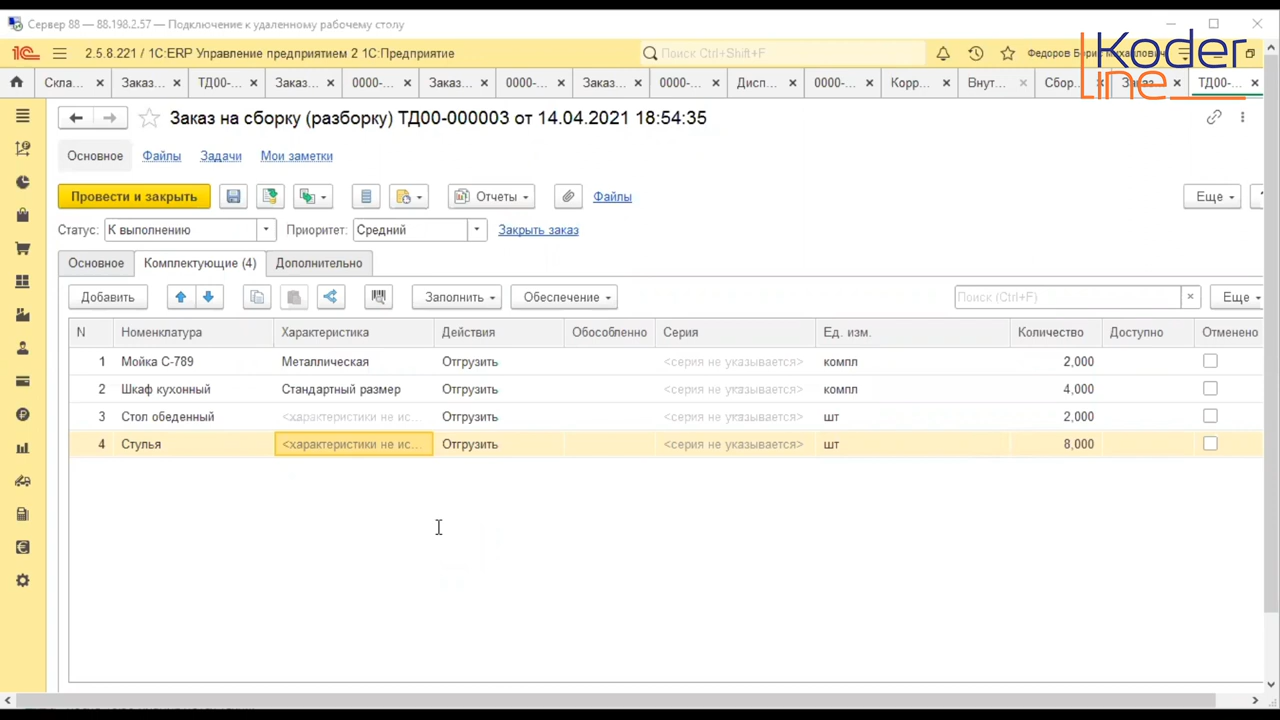 Сервер 88 — 88.198.2.57 — Подключение к удаленному рабочему столу
1С 2.5.8.221 / 1С:ERP Управление предприятием 2 1С:Предприятие Поиск Ctrl+Shift+F Федоров Борис Михайлович
Koder
Line
Скла... Заказ... ТД00-... Заказ... 0000-... Заказ... 0000-... Заказ... 0000-... Дисп... 0000-... Корр... Внут... Сбор... Заказ... ТД00-...
Заказ на сборку (разборку) ТД00-000003 от 14.04.2021 18:54:35
Основное Файлы Задачи Мои заметки
Провести и закрыть Отчеты Файлы Еще
Статус: К выполнению Приоритет: Средний Закрыть заказ
Основное Комплектующие (4) Дополнительно
Добавить Заполнить Обеспечение Поиск (Ctrl+F) × Еще
N Номенклатура Характеристика Действия Обособленно Серия Ед. изм. Количество Доступно Отменено
1 Мойка С-789 Металлическая Отгрузить <серия не указывается> компл 2,000
2 Шкаф кухонный Стандартный размер Отгрузить <серия не указывается> компл 4,000
3 Стол обеденный <характеристики не ис... Отгрузить <серия не указывается> шт 2,000
4 Стулья <характеристики не ис... Отгрузить <серия не указывается> шт 8,000